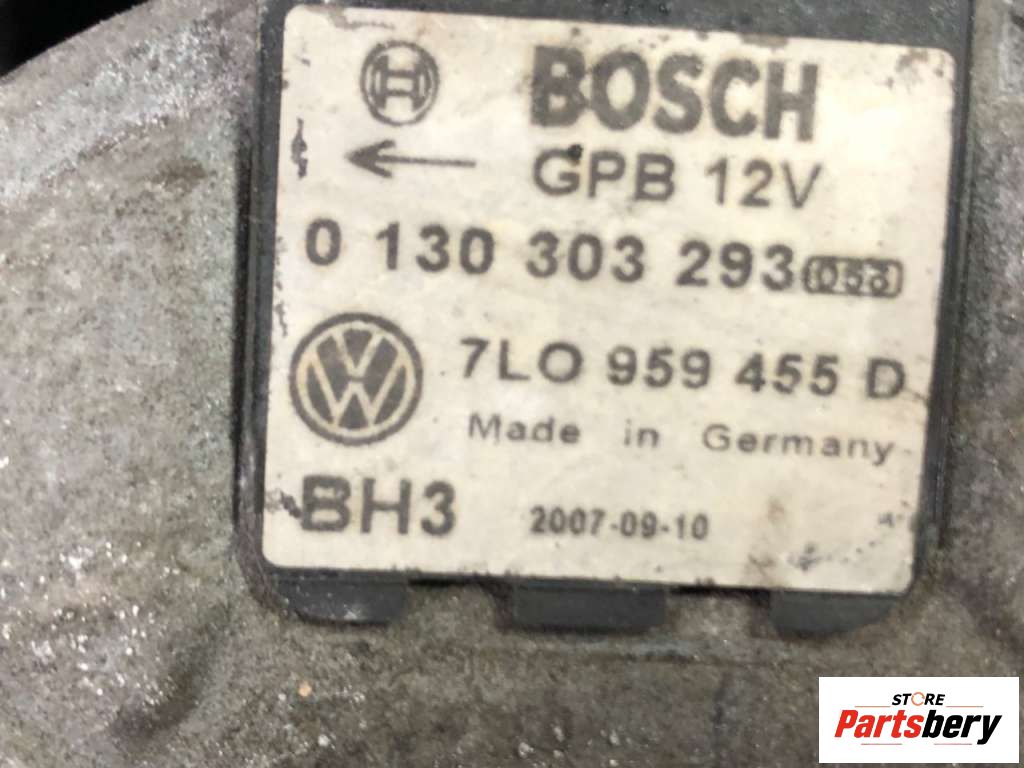 BOSCH
GPB 12V
0 130 303 293 053
7LO 959 455 D
Made in Germany
BH3 2007-09-10
STORE
Partsbery